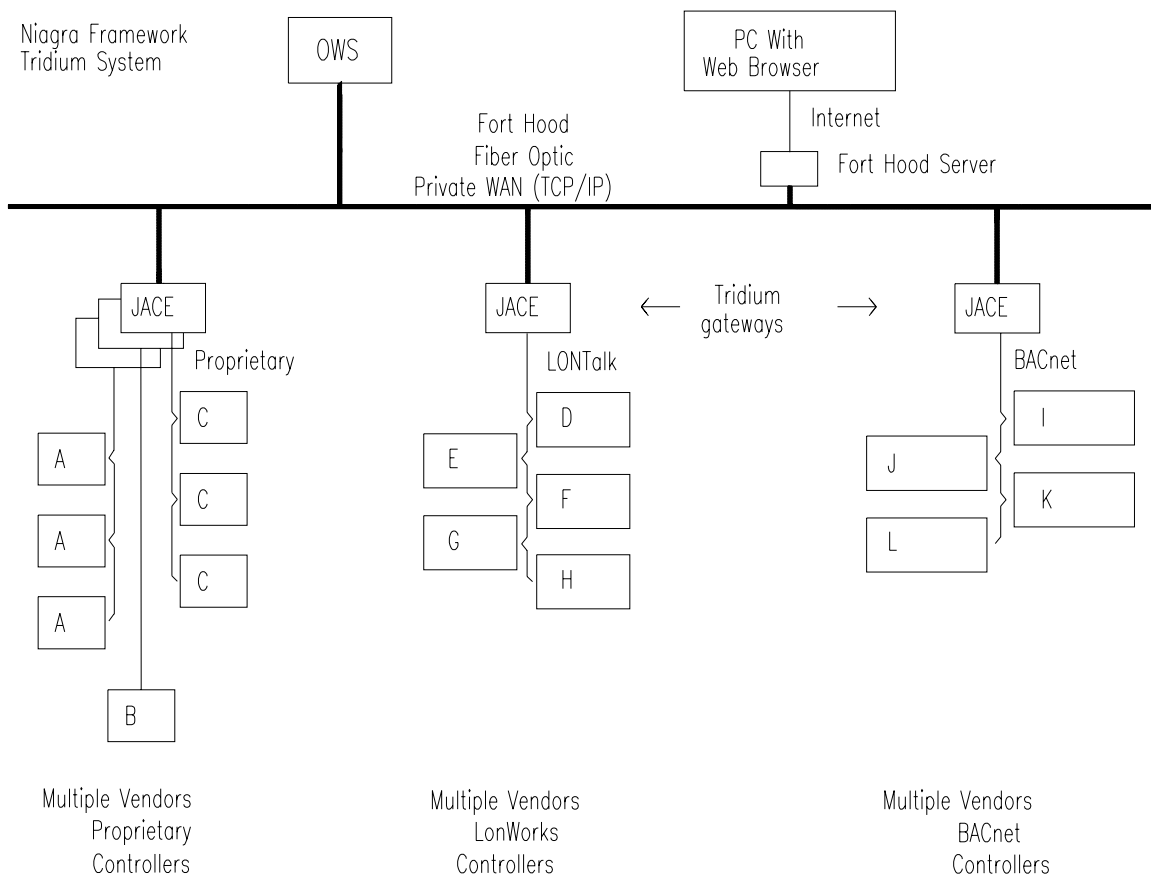 Niagra Framework
Tridium System
OWS
PC With
Web Browser
Internet
Fort Hood
Fiber Optic
Private WAN (TCP/IP)
Fort Hood Server
JACE
JACE
JACE
Tridium
gateways
Proprietary
LONTalk
BACnet
C
A
C
A
C
A
B
D
E
F
G
H
I
J
K
L
Multiple Vendors
Proprietary
Controllers
Multiple Vendors
LonWorks
Controllers
Multiple Vendors
BACnet
Controllers